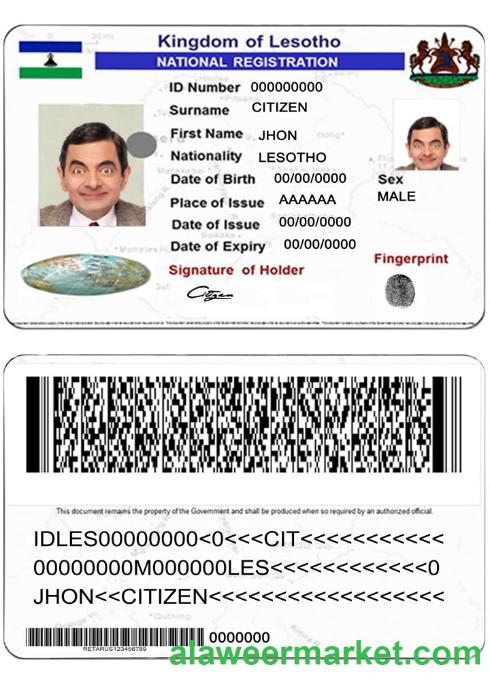 Kingdom of Lesotho
NATIONAL REGISTRATION
ID Number 000000000
Surname CITIZEN
First Name JHON
Nationality LESOTHO
Date of Birth 00/00/0000
Sex
Place of Issue AAAAAA
MALE
Date of Issue 00/00/0000
Date of Expiry 00/00/0000
Fingerprint
Signature of Holder
Citzen
This document remains the property of the Government and shall be produced when so required by an authorized official.
IDLES00000000<0<<<CIT<<<<<<<<<<<
00000000M000000LES<<<<<<<<<<<<0
JHON<<CITIZEN<<<<<<<<<<<<<<<<<<
0000000
RETARUS123456789
alaweermarket.com